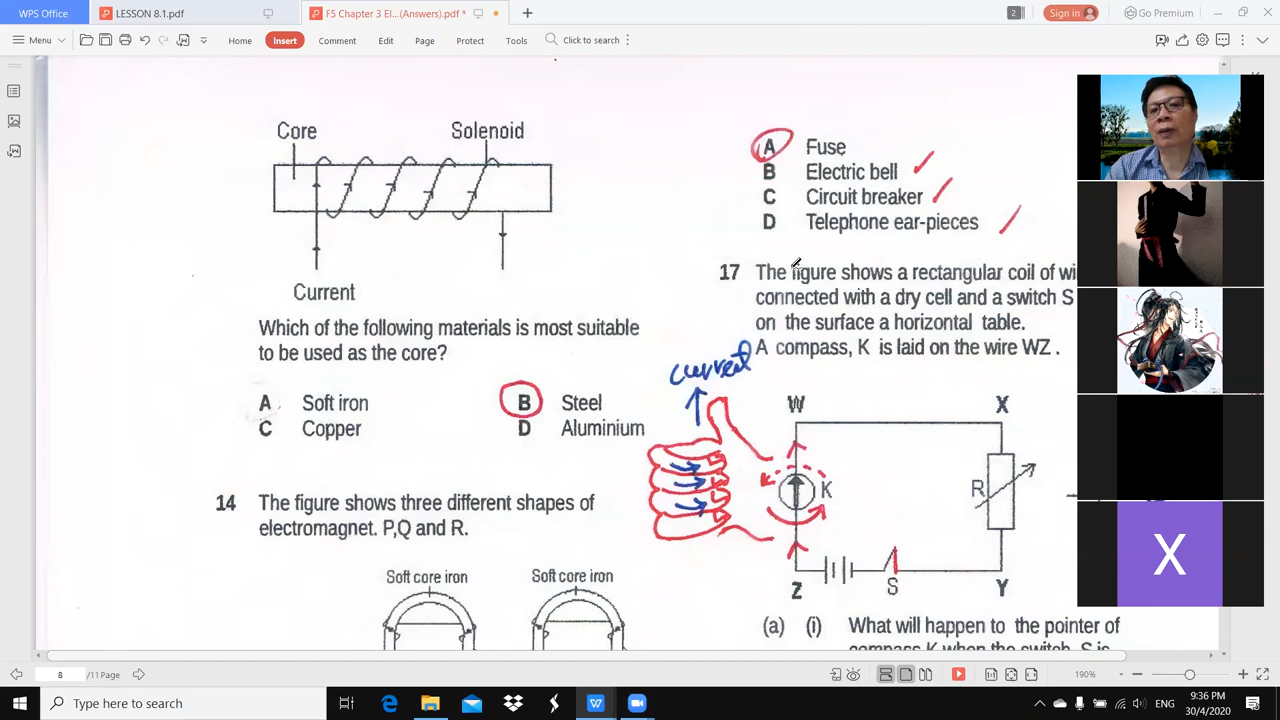 WPS Office
LESSON 8.1.pdf
F5 Chapter 3 El...(Answers).pdf *
2
Sign in
Go Premium
Menu
Home
Insert
Comment
Edit
Page
Protect
Tools
Click to search
Core
Solenoid
Current
Which of the following materials is most suitable
to be used as the core?
A Soft iron
B Steel
C Copper
D Aluminium
14 The figure shows three different shapes of
electromagnet. P,Q and R.
Soft core iron
Soft core iron
A Fuse
B Electric bell
C Circuit breaker
D Telephone ear-pieces
17 The figure shows a rectangular coil of wi
connected with a dry cell and a switch S
on the surface a horizontal table.
A compass, K is laid on the wire WZ .
current
W
X
K
R
Z
S
Y
(a) (i) What will happen to the pointer of
compass K when the switch S is
X
8
/11 Page
190%
Type here to search
W
ENG
9:36 PM
30/4/2020